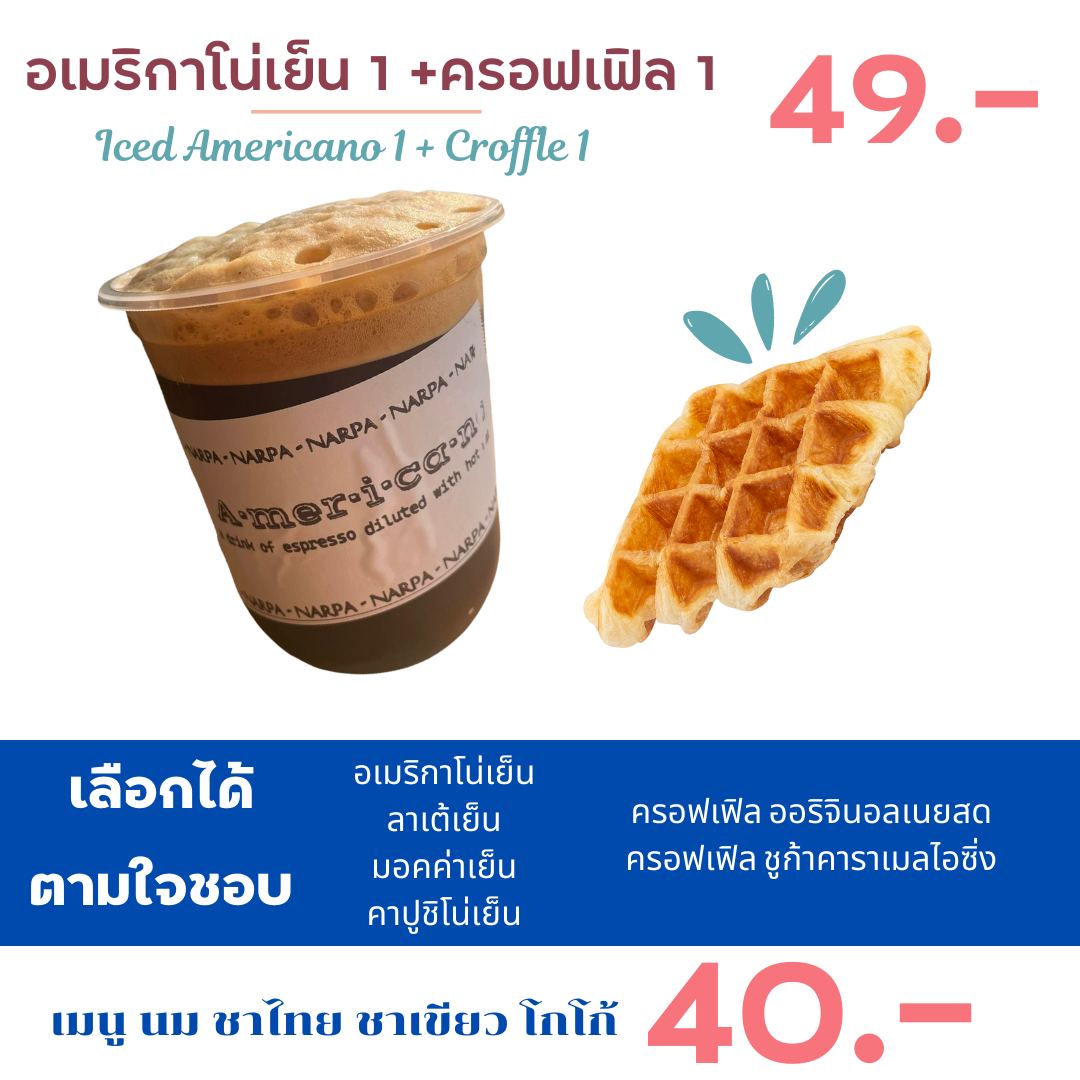 อเมริกาโน่เย็น 1 +ครอฟเฟิล 1
49.-
Iced Americano 1 + Croffle 1
NARPA - NARPA - NARPA - NARPA - NAR
A·mer·i·ca·n
drink of espresso diluted with hot
NARPA - NARPA - NARPA - NARPA
เลือกได้
ตามใจชอบ
อเมริกาโน่เย็น
ลาเต้เย็น
มอคค่าเย็น
คาปูชิโน่เย็น
ครอฟเฟิล ออริจินอลเนยสด
ครอฟเฟิล ชูก้าคาราเมลไอซิ่ง
เมนู นม ชาไทย ชาเขียว โกโก้
40.-